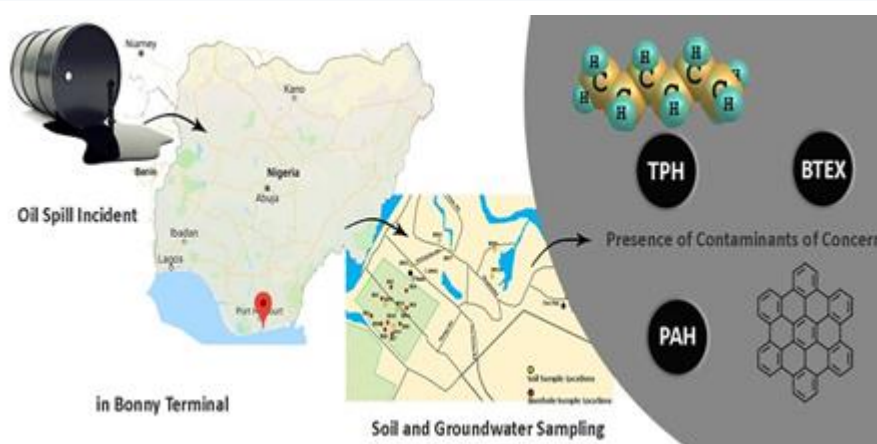 Niamey
Kano
Benin
Nigeria
Abuja
Oil Spill Incident
Ibadan
Lagos
Port Harcourt
in Bonny Terminal
Soil Sample Locations
Borehole Sample Locations
Soil and Groundwater Sampling
H H H
H H
C C C
C C
H H H
TPH
BTEX
Presence of Contaminants of Concern
PAH